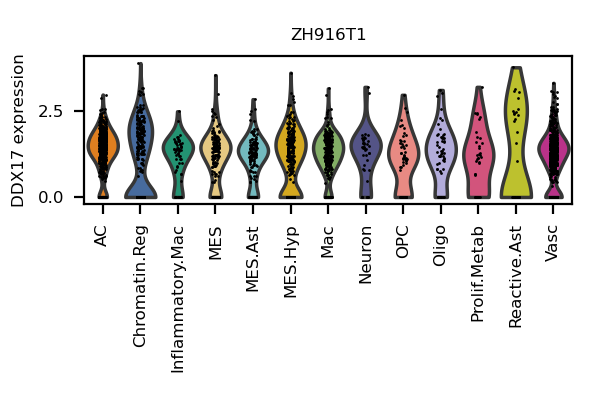 ZH916T1
DDX17 expression
2.5
0.0
AC
Chromatin.Reg
Inflammatory.Mac
MES
MES.Ast
MES.Hyp
Mac
Neuron
OPC
Oligo
Prolif.Metab
Reactive.Ast
Vasc